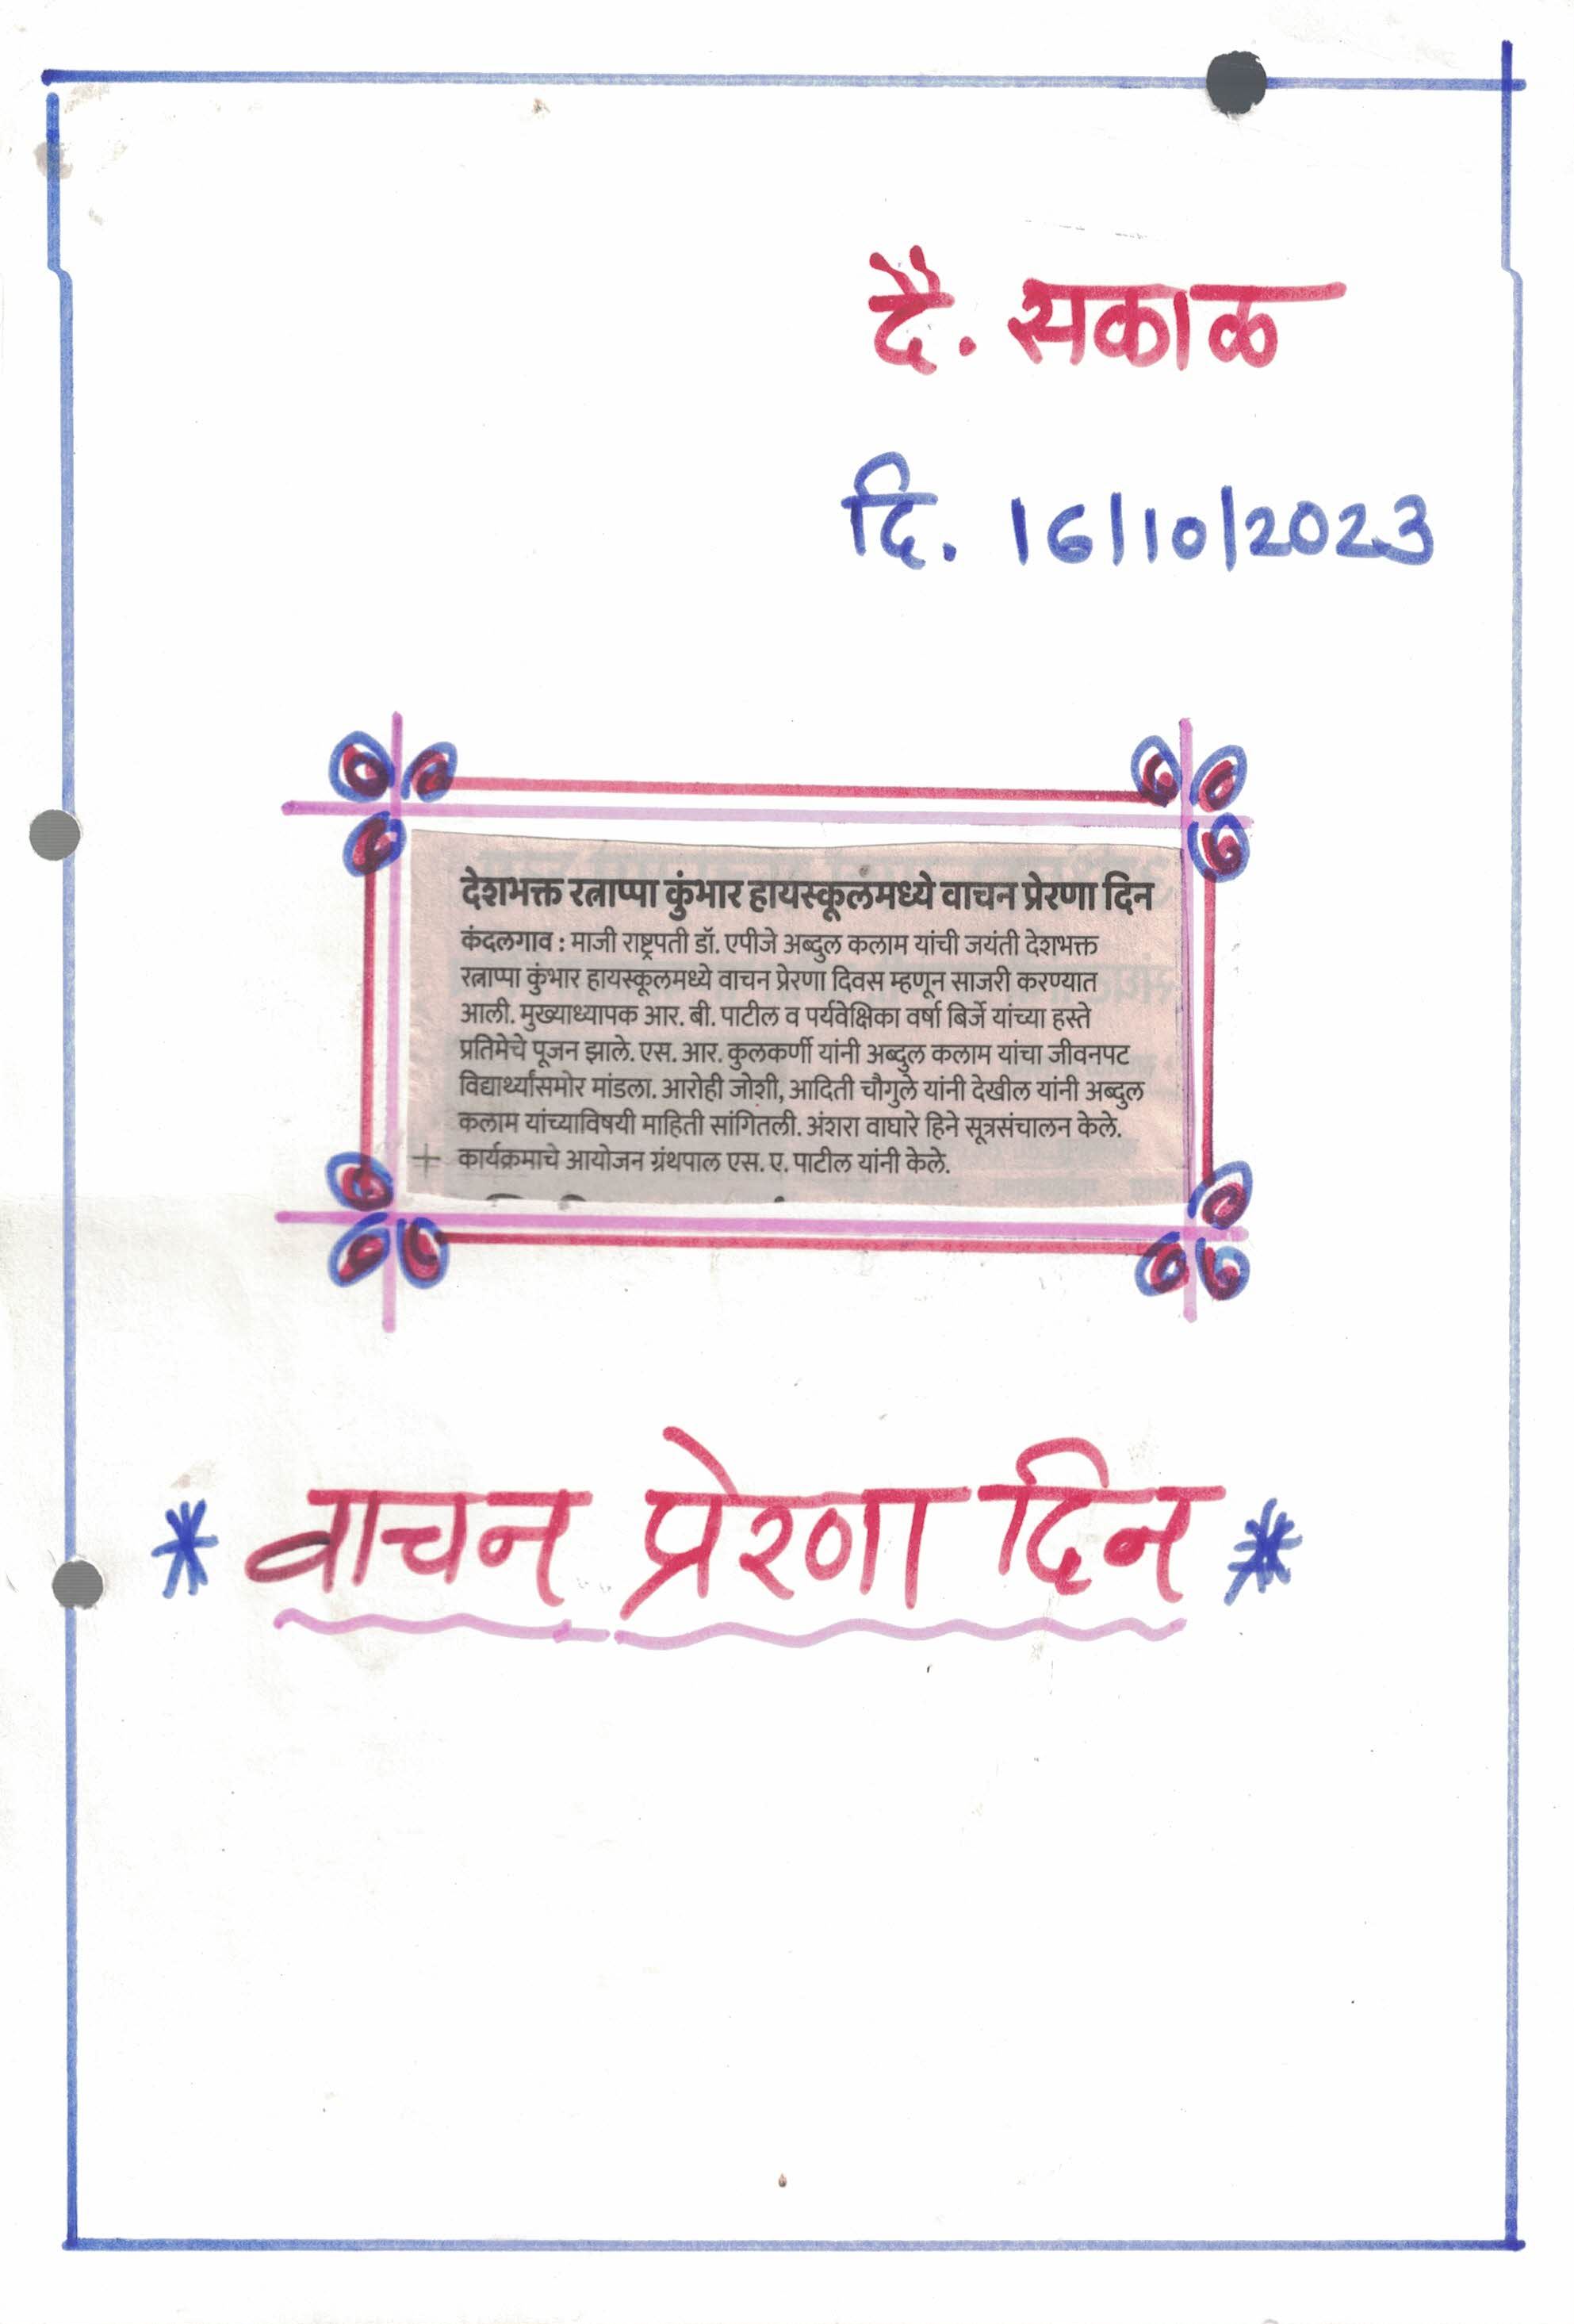 दै. सकाळ
दि. 16/10/2023
देशभक्त रत्नाप्पा कुंभार हायस्कूलमध्ये वाचन प्रेरणा दिन
कंदलगाव : माजी राष्ट्रपती डॉ. एपीजे अब्दुल कलाम यांची जयंती देशभक्त
रत्नाप्पा कुंभार हायस्कूलमध्ये वाचन प्रेरणा दिवस म्हणून साजरी करण्यात
आली. मुख्याध्यापक आर. बी. पाटील व पर्यवेक्षिका वर्षा बिर्जे यांच्या हस्ते
प्रतिमेचे पूजन झाले. एस. आर. कुलकर्णी यांनी अब्दुल कलाम यांचा जीवनपट
विद्यार्थ्यांसमोर मांडला. आरोही जोशी, आदिती चौगुले यांनी देखील यांनी अब्दुल
कलाम यांच्याविषयी माहिती सांगितली. अंशरा वाघारे हिने सूत्रसंचालन केले.
कार्यक्रमाचे आयोजन ग्रंथपाल एस. ए. पाटील यांनी केले.
* वाचन प्रेरणा दिन *